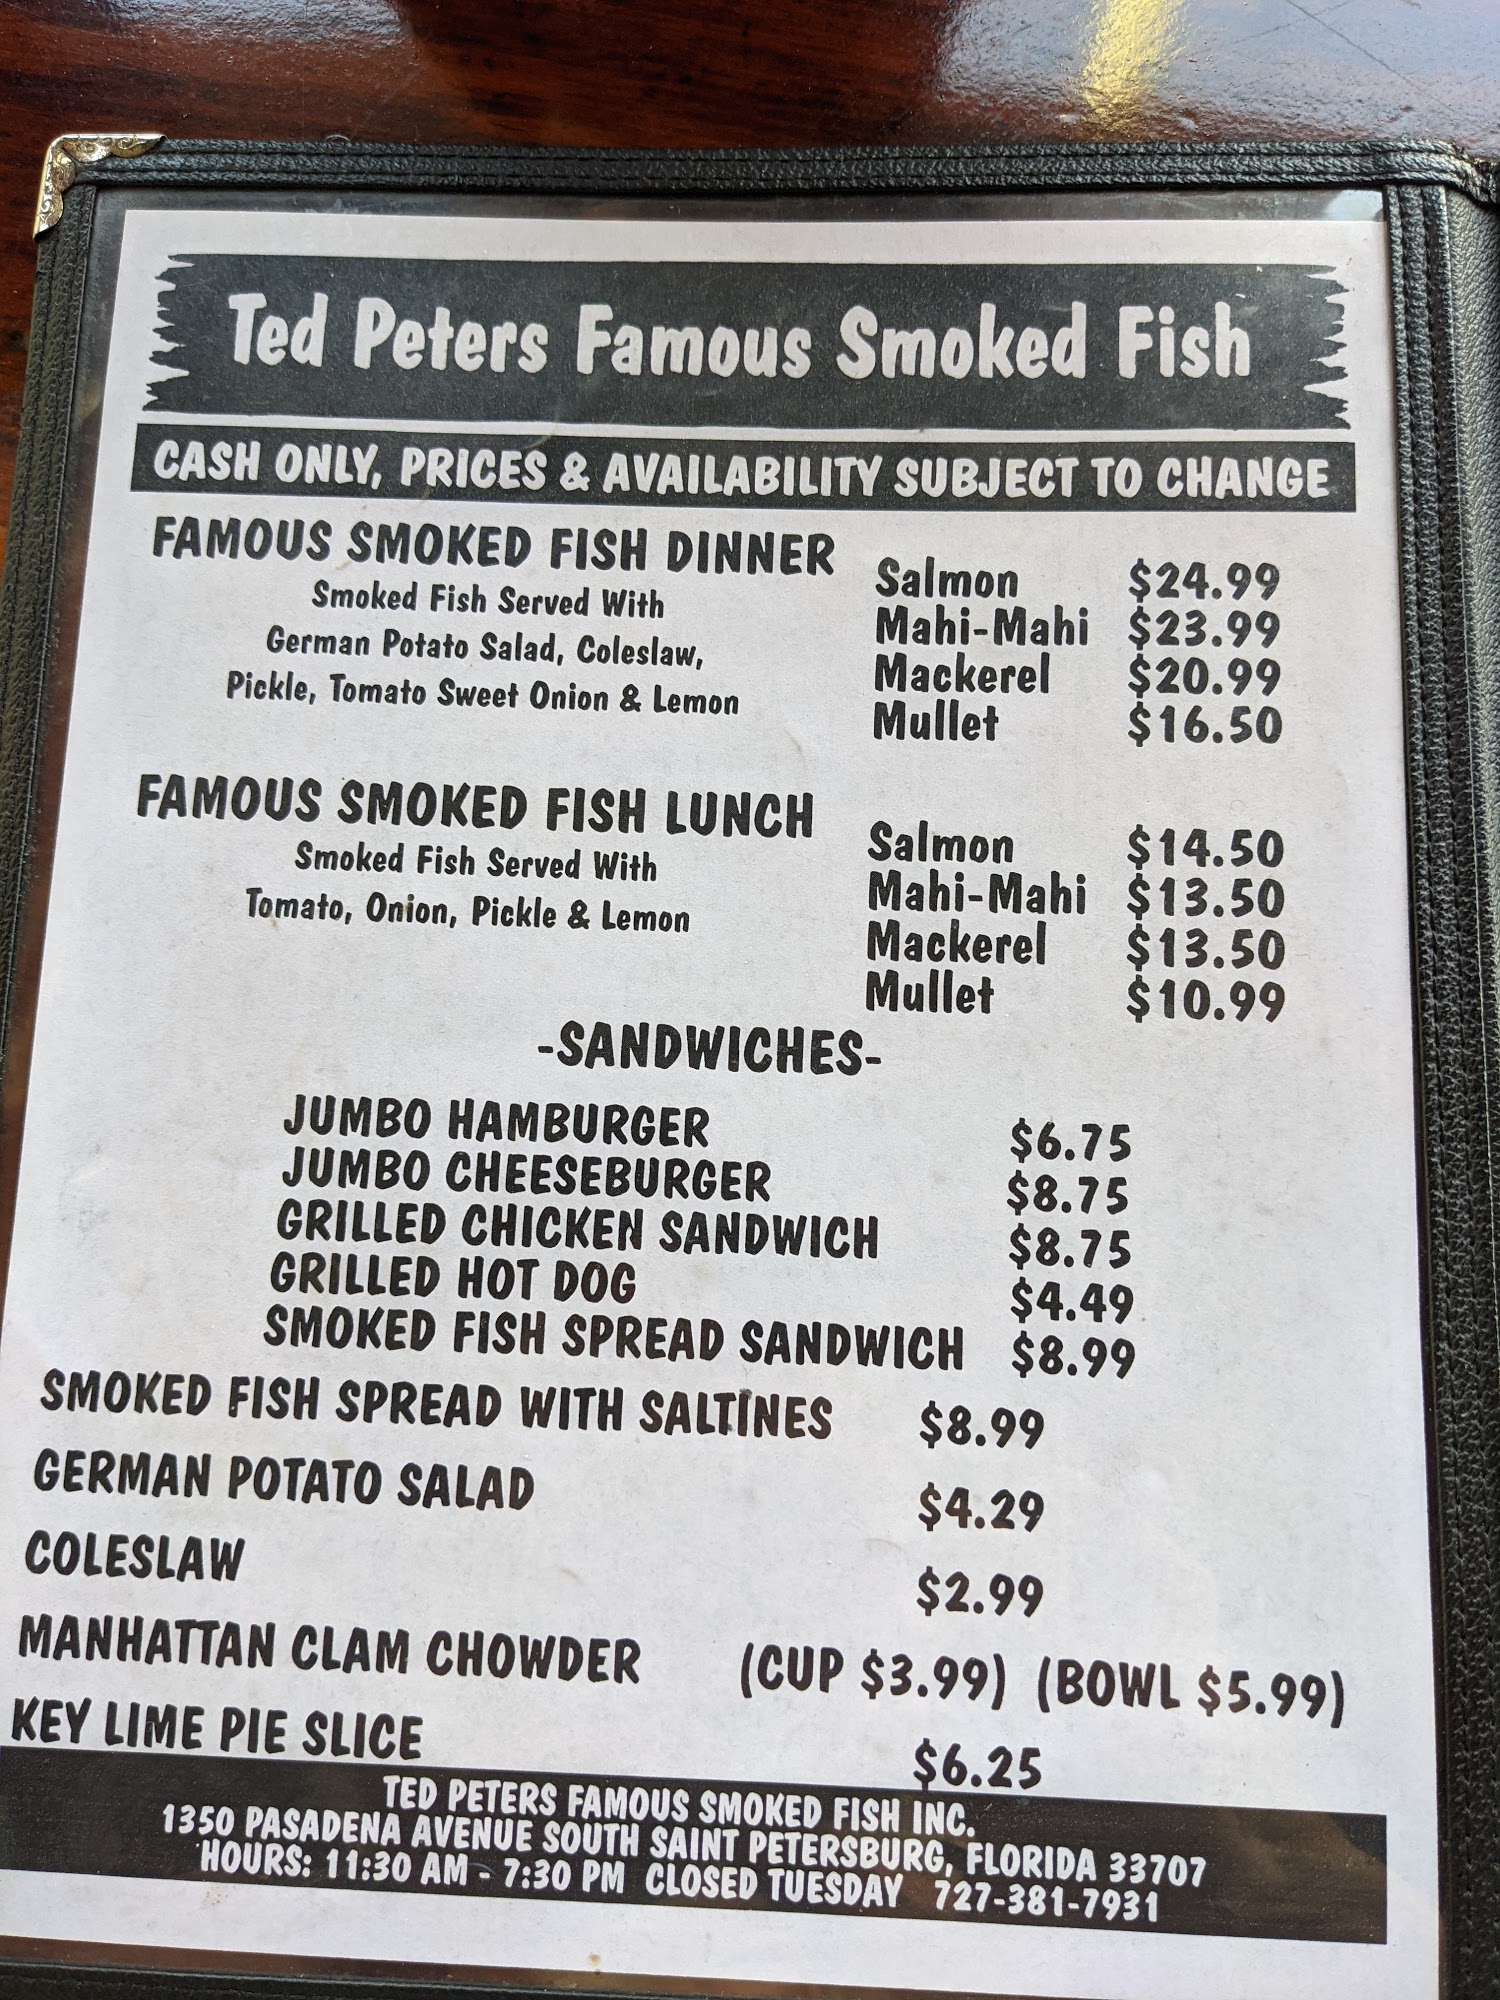 Ted Peters Famous Smoked Fish
CASH ONLY, PRICES & AVAILABILITY SUBJECT TO CHANGE
FAMOUS SMOKED FISH DINNER
Smoked Fish Served With
German Potato Salad, Coleslaw,
Pickle, Tomato Sweet Onion & Lemon
Salmon $24.99
Mahi-Mahi $23.99
Mackerel $20.99
Mullet $16.50
FAMOUS SMOKED FISH LUNCH
Smoked Fish Served With
Tomato, Onion, Pickle & Lemon
Salmon $14.50
Mahi-Mahi $13.50
Mackerel $13.50
Mullet $10.99
-SANDWICHES-
JUMBO HAMBURGER $6.75
JUMBO CHEESEBURGER $8.75
GRILLED CHICKEN SANDWICH $8.75
GRILLED HOT DOG $4.49
SMOKED FISH SPREAD SANDWICH $8.99
SMOKED FISH SPREAD WITH SALTINES $8.99
GERMAN POTATO SALAD $4.29
COLESLAW $2.99
MANHATTAN CLAM CHOWDER (CUP $3.99) (BOWL $5.99)
KEY LIME PIE SLICE $6.25
TED PETERS FAMOUS SMOKED FISH INC.
1350 PASADENA AVENUE SOUTH SAINT PETERSBURG, FLORIDA 33707
HOURS: 11:30 AM - 7:30 PM CLOSED TUESDAY 727-381-7931